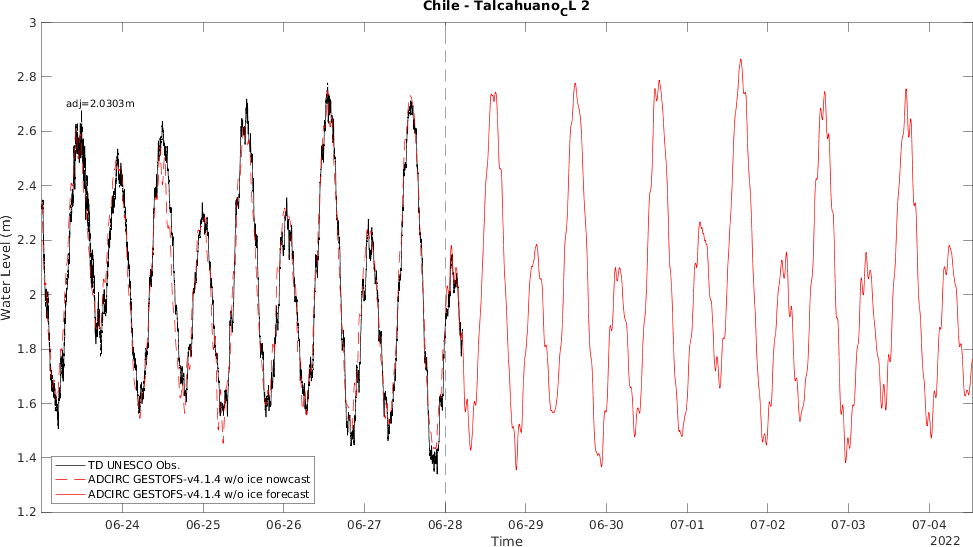 Chile - Talcahuano_CL 2
3
2.8
2.6
2.4
2.2
2
1.8
1.6
1.4
1.2
Water Level (m)
adj=2.0303m
TD UNESCO Obs.
ADCIRC GESTOFS-v4.1.4 w/o ice nowcast
ADCIRC GESTOFS-v4.1.4 w/o ice forecast
06-24 06-25 06-26 06-27 06-28 06-29 06-30 07-01 07-02 07-03 07-04
Time
2022